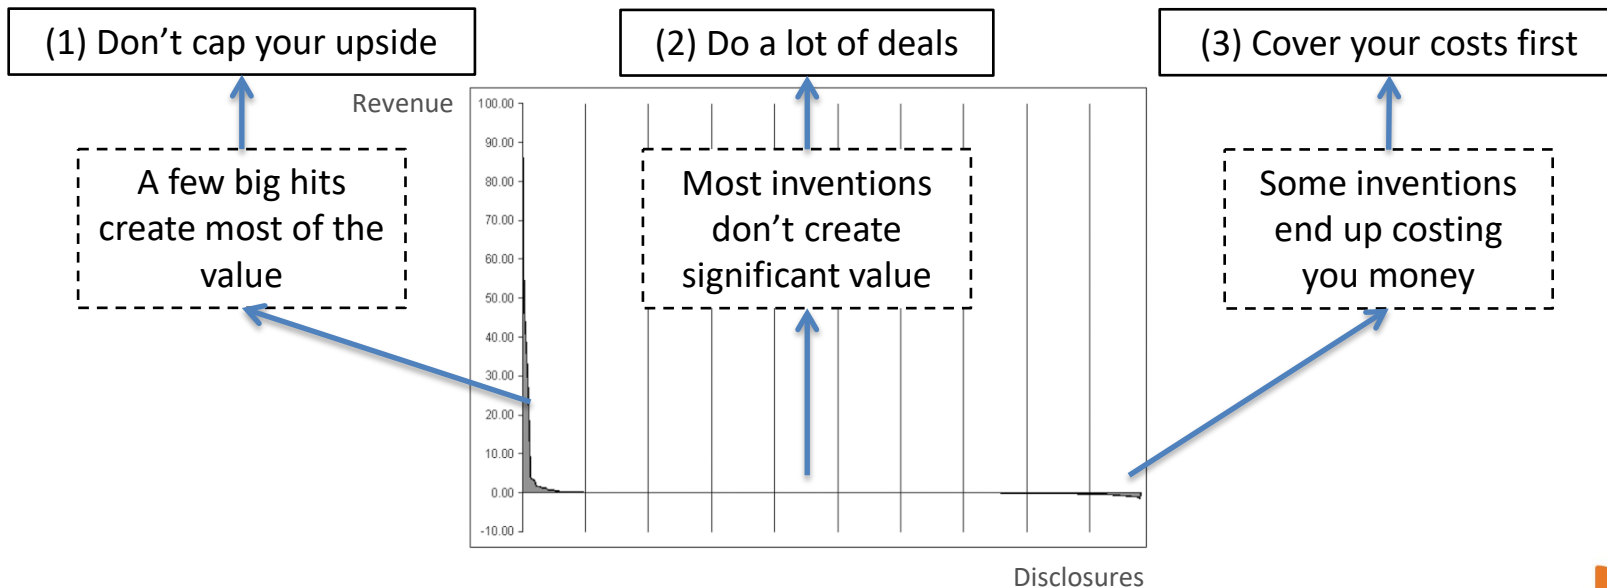 (1) Don’t cap your upside
(2) Do a lot of deals
(3) Cover your costs first
Revenue
A few big hits
create most of the
value
Most inventions
don’t create
significant value
Some inventions
end up costing
you money
100.00
90.00
80.00
70.00
60.00
50.00
40.00
30.00
20.00
10.00
0.00
-10.00
Disclosures